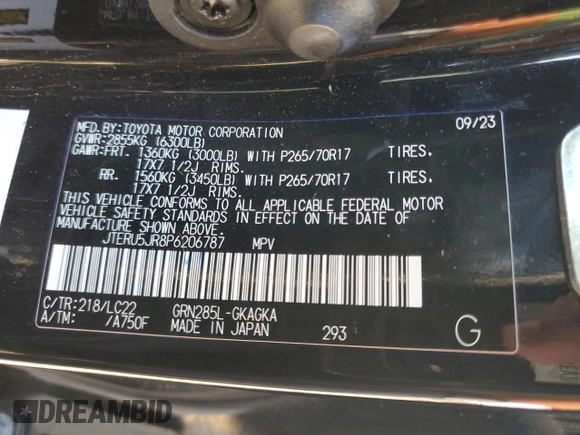 MFD.BY:TOYOTA MOTOR CORPORATION 09/23
GVWR:2855KG (6300LB)
GAWR:FRT. 1360KG (3000LB) WITH P265/70R17 TIRES.
17X7 1/2J RIMS.
RR. 1560KG (3450LB) WITH P265/70R17 TIRES.
17X7 1/2J RIMS.
THIS VEHICLE CONFORMS TO ALL APPLICABLE FEDERAL MOTOR
VEHICLE SAFETY STANDARDS IN EFFECT ON THE DATE OF
MANUFACTURE SHOWN ABOVE.
JTERU5JR8P6206787 MPV
C/TR:218/LC22 GRN285L-GKAGKA
A/TM: /A750F MADE IN JAPAN 293 G
DREAMBID